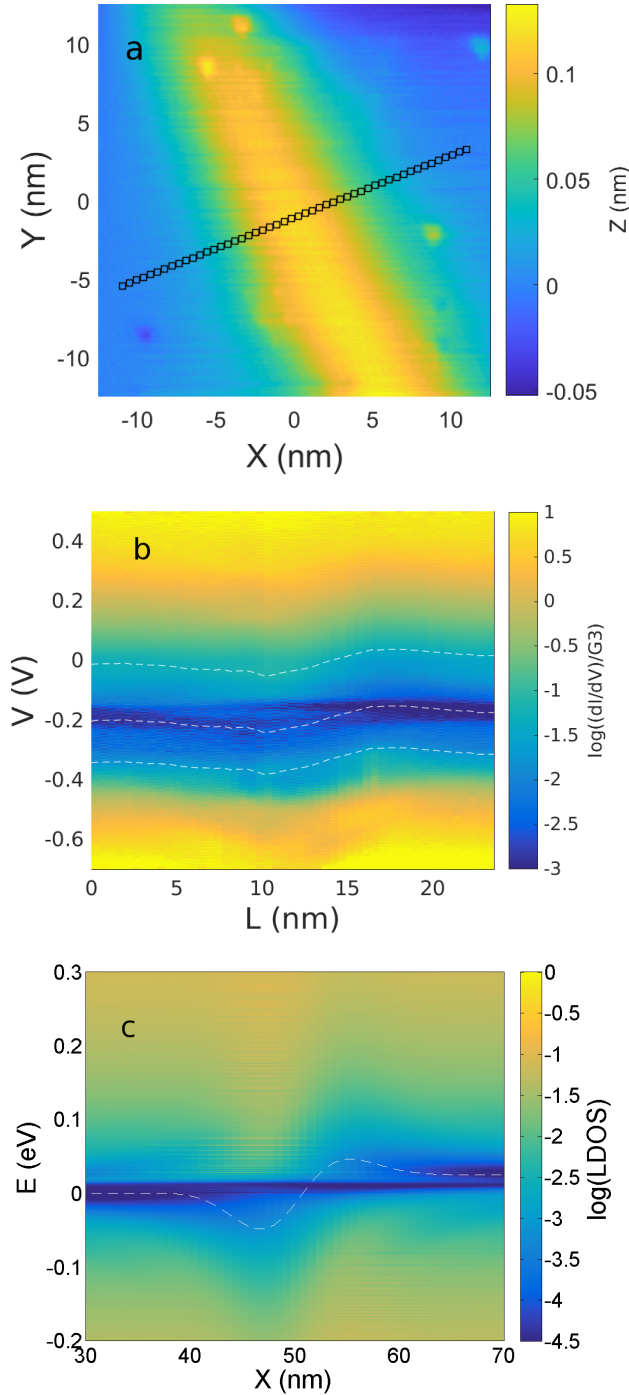 a
10
5
0
-5
-10
Y (nm)
-10 -5 0 5 10
X (nm)
0.1
0.05
0
-0.05
Z (nm)
b
0.4
0.2
0
-0.2
-0.4
-0.6
V (V)
0 5 10 15 20
L (nm)
1
0.5
0
-0.5
-1
-1.5
-2
-2.5
-3
log((dI/dV)/G3)
c
0.3
0.2
0.1
0
-0.1
-0.2
E (eV)
30 40 50 60 70
X (nm)
0
-0.5
-1
-1.5
-2
-2.5
-3
-3.5
-4
-4.5
log(LDOS)